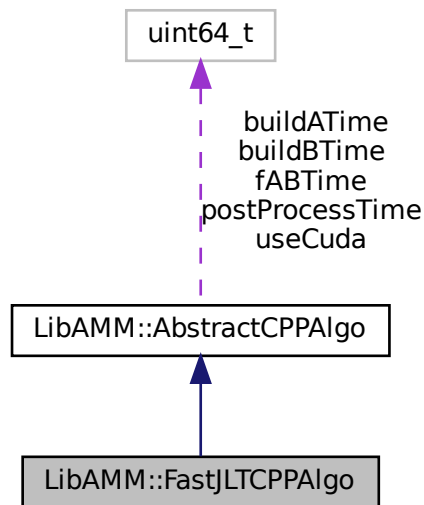 uint64_t
buildATime
buildBTime
fABTime
postProcessTime
useCuda
LibAMM::AbstractCPPAlgo
LibAMM::FastJLTCPPAlgo